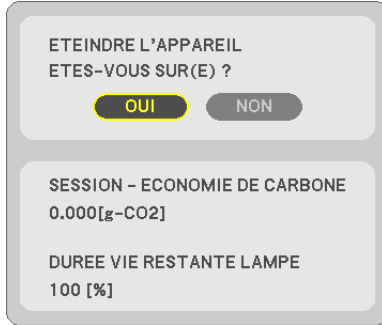 ETEINDRE L'APPAREIL
ETES-VOUS SUR(E) ?
OUI NON
SESSION - ECONOMIE DE CARBONE
0.000[g-CO2]
DUREE VIE RESTANTE LAMPE
100 [%]